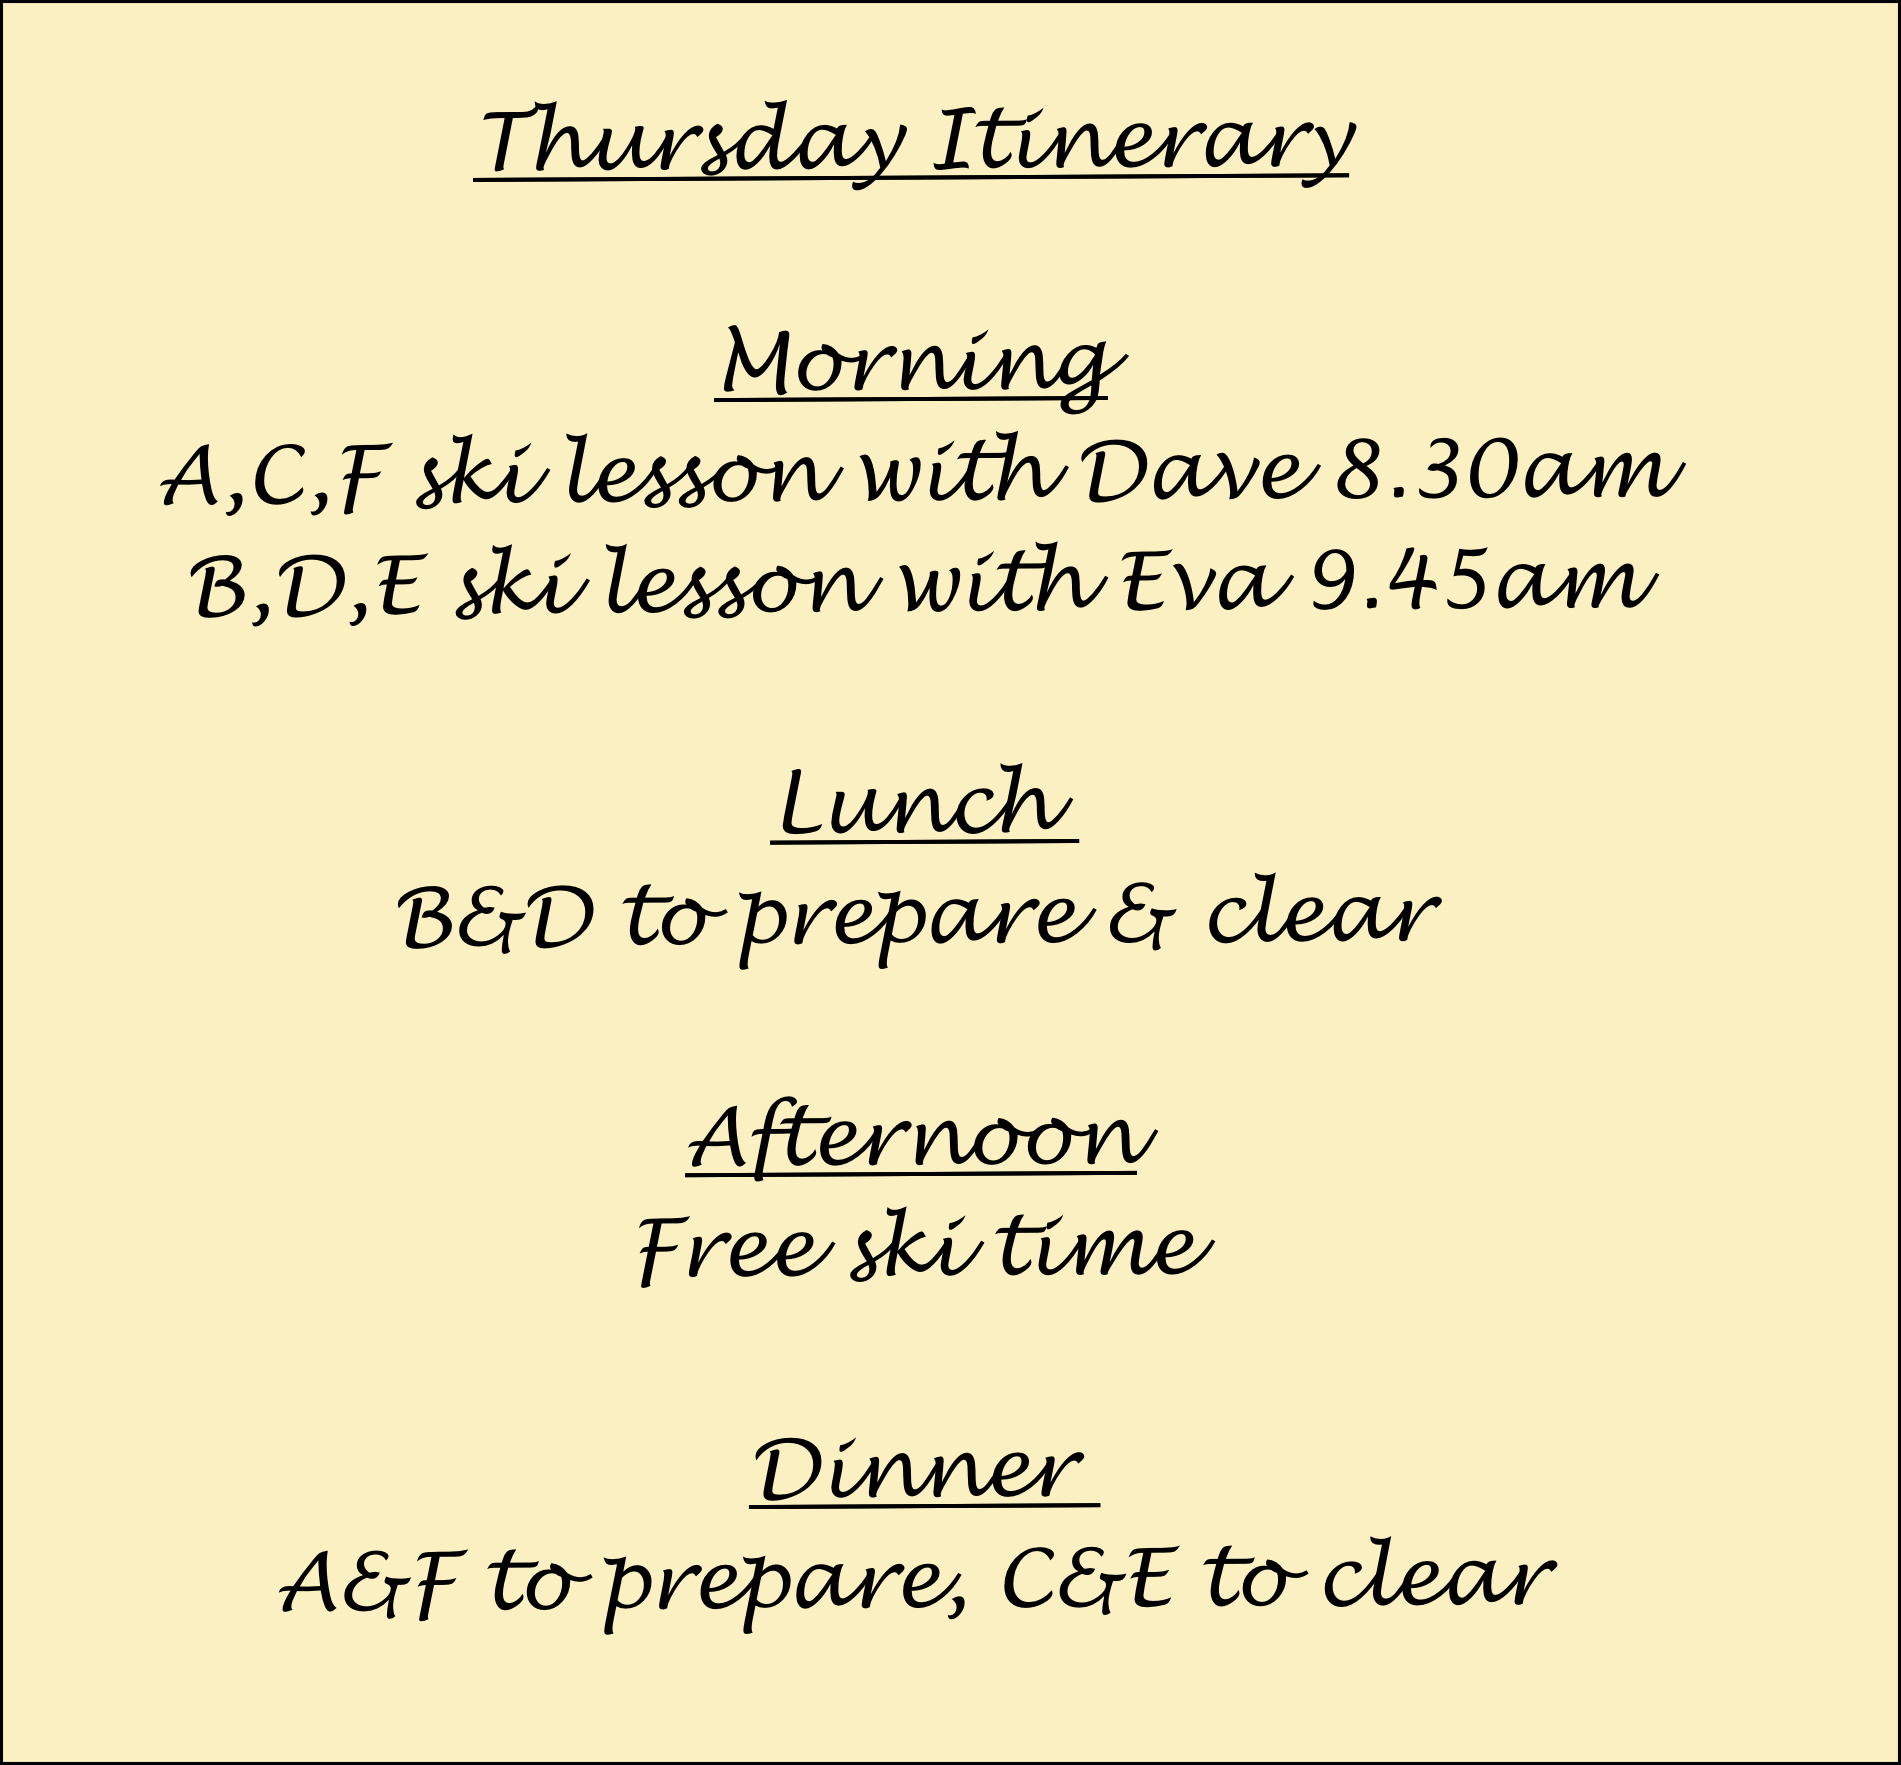 Thursday Itinerary
Morning
A,C,F ski lesson with Dave 8.30am
B,D,E ski lesson with Eva 9.45am
Lunch
B&D to prepare & clear
Afternoon
Free ski time
Dinner
A&F to prepare, C&E to clear